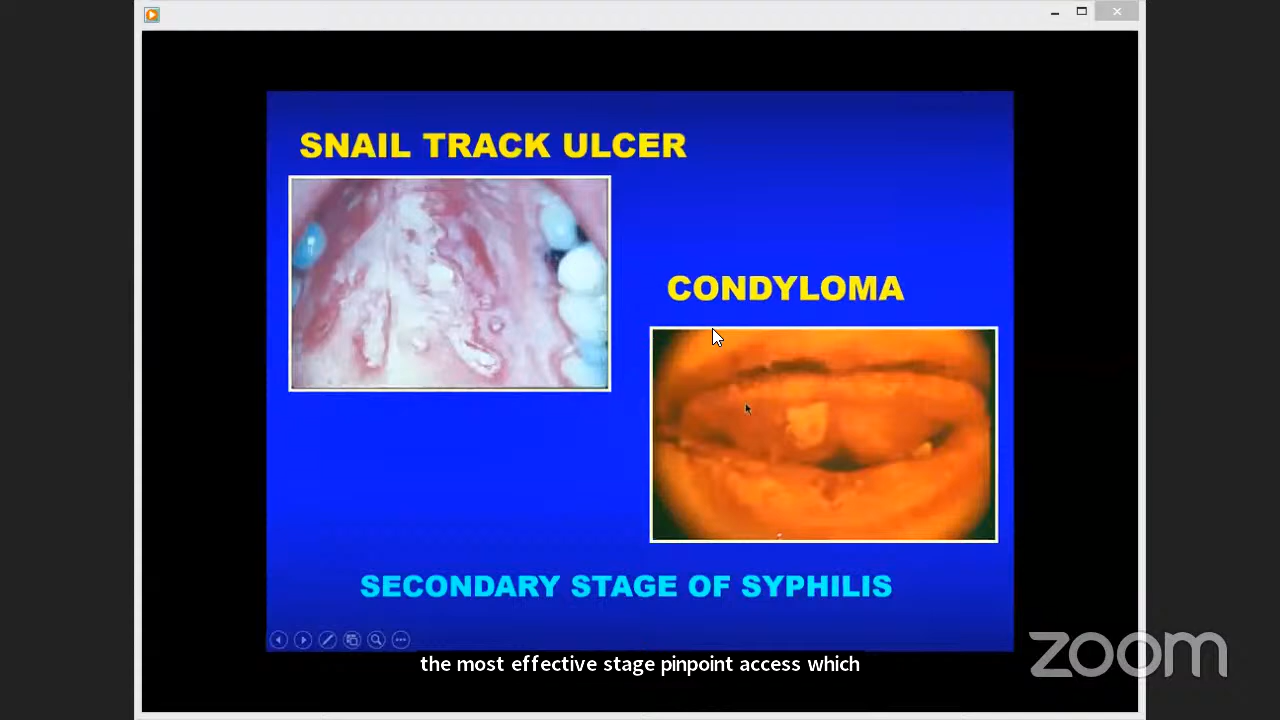 SNAIL TRACK ULCER
CONDYLOMA
SECONDARY STAGE OF SYPHILIS
the most effective stage pinpoint access which
zoom